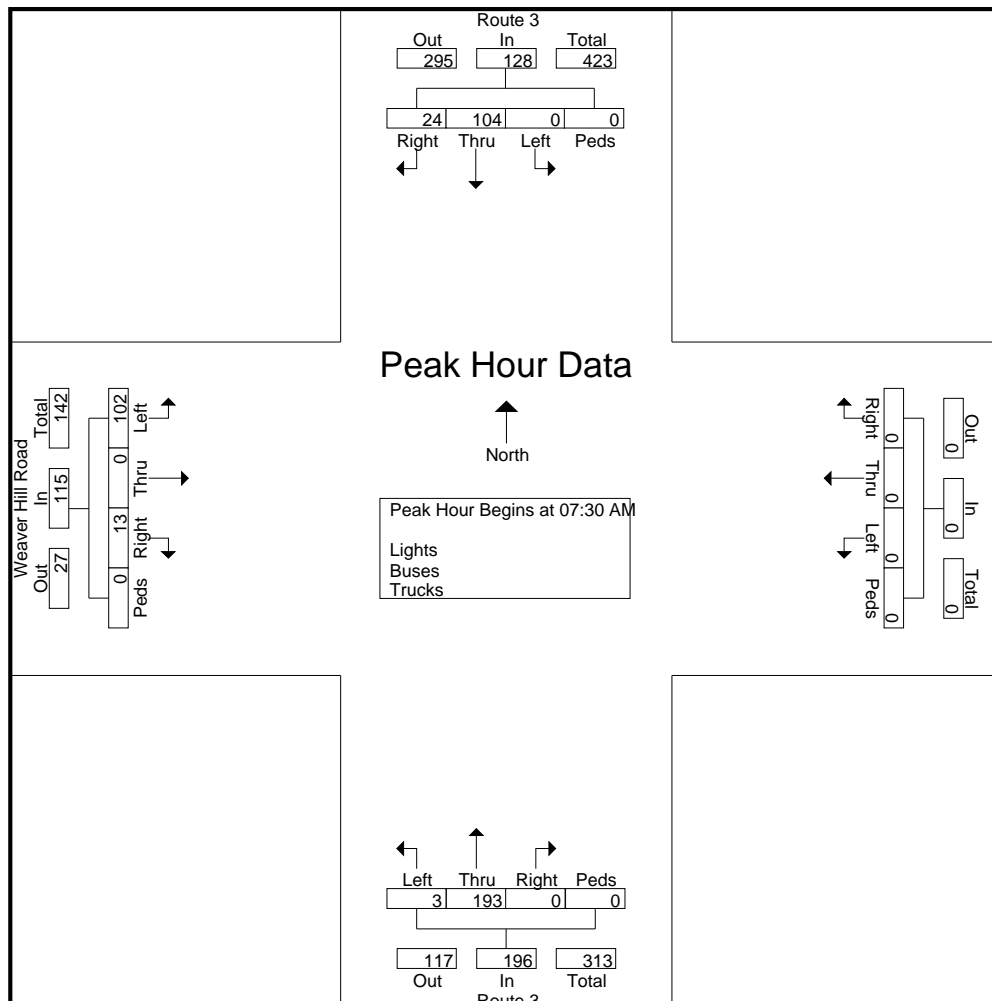 Route 3
Out In Total
295 128 423
24 104 0 0
Right Thru Left Peds
Peak Hour Data
North
Peak Hour Begins at 07:30 AM
Lights
Buses
Trucks
Weaver Hill Road
Out In Total
27 115 142
102 0 13 0
Left Thru Right Peds
Right Thru Left Peds
0 0 0 0
Out In Total
0 0 0
Left Thru Right Peds
3 193 0 0
117 196 313
Out In Total
Route 3